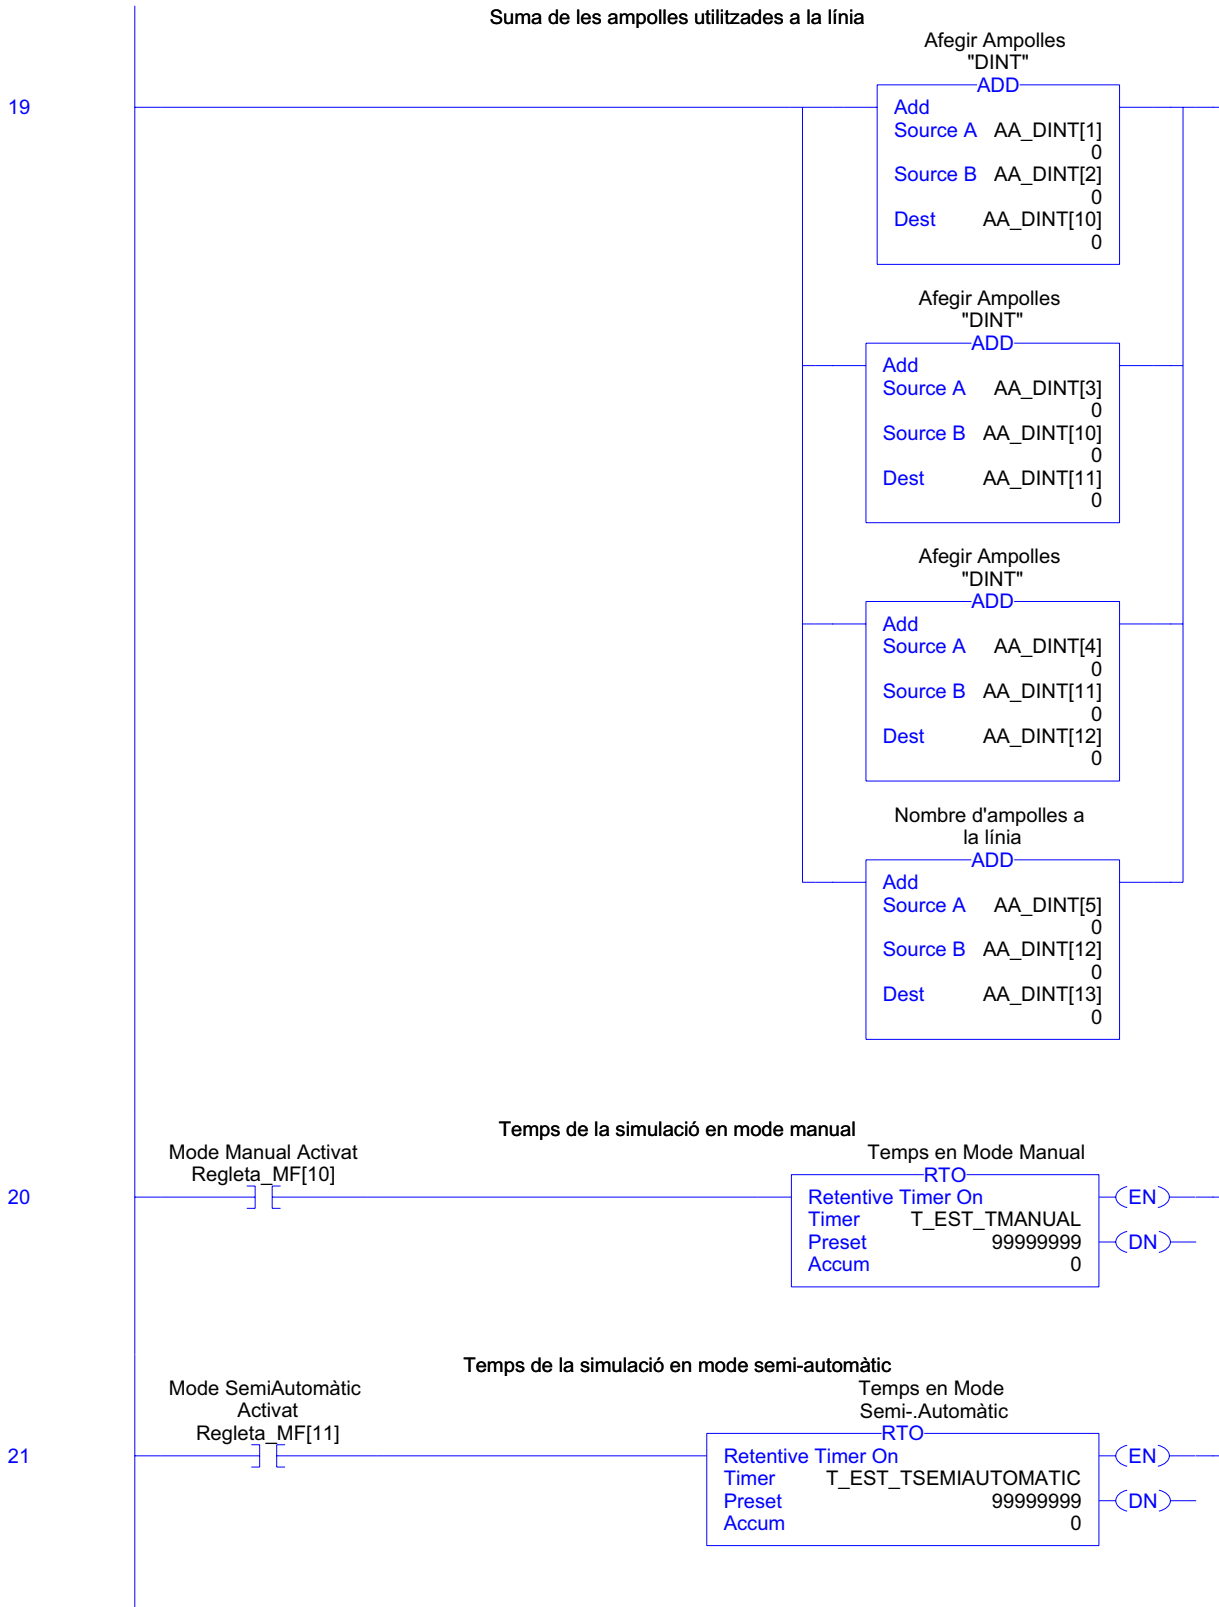 Suma de les ampolles utilitzades a la línia
Afegir Ampolles
"DINT"
ADD
19
Add
Source A AA_DINT[1]
0
Source B AA_DINT[2]
0
Dest AA_DINT[10]
0
Afegir Ampolles
"DINT"
ADD
Add
Source A AA_DINT[3]
0
Source B AA_DINT[10]
0
Dest AA_DINT[11]
0
Afegir Ampolles
"DINT"
ADD
Add
Source A AA_DINT[4]
0
Source B AA_DINT[11]
0
Dest AA_DINT[12]
0
Nombre d'ampolles a
la línia
ADD
Add
Source A AA_DINT[5]
0
Source B AA_DINT[12]
0
Dest AA_DINT[13]
0
Temps de la simulació en mode manual
Mode Manual Activat
Regleta_MF[10]
Temps en Mode Manual
RTO
20
Retentive Timer On
Timer T_EST_TMANUAL
Preset 99999999
Accum 0
EN
DN
Temps de la simulació en mode semi-automàtic
Mode SemiAutomàtic
Activat
Regleta_MF[11]
Temps en Mode
Semi-.Automàtic
RTO
21
Retentive Timer On
Timer T_EST_TSEMIAUTOMATIC
Preset 99999999
Accum 0
EN
DN